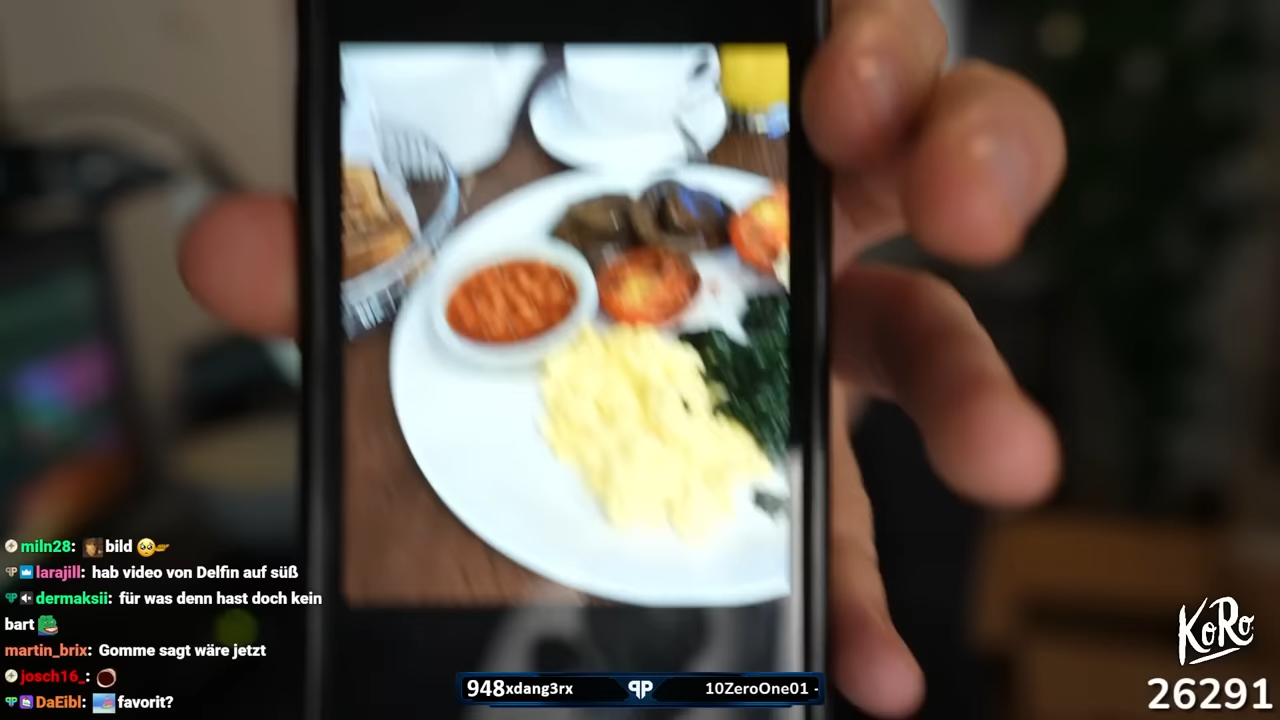 miln28: bild
larajill: hab video von Delfin auf süß
dermaksii: für was denn hast doch kein
bart
martin_brix: Gomme sagt wäre jetzt
josch16_:
DaEibl: favorit?
948xdang3rx
10ZeroOne01 -
KoRo
26291